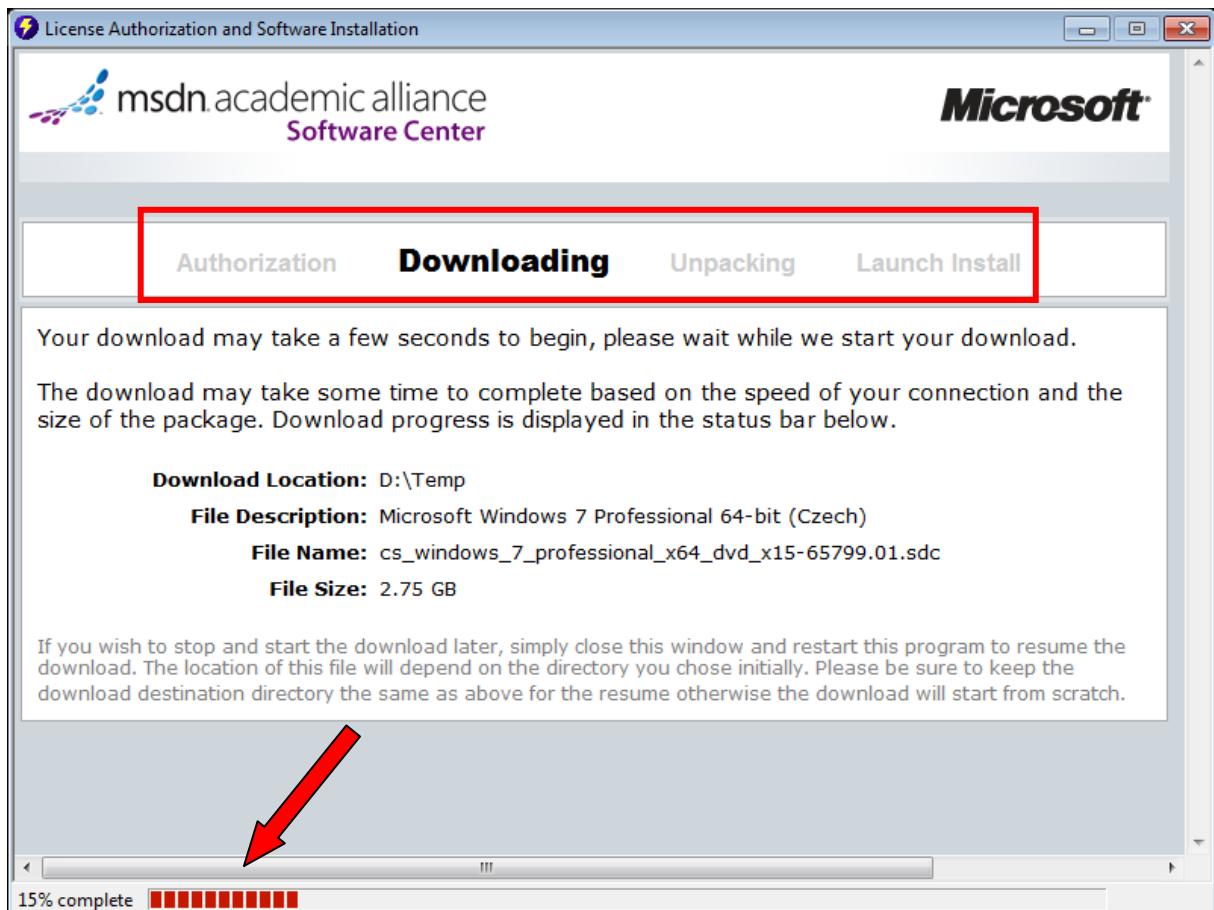 License Authorization and Software Installation
msdn academic alliance
Software Center
Microsoft
Authorization Downloading Unpacking Launch Install
Your download may take a few seconds to begin, please wait while we start your download.
The download may take some time to complete based on the speed of your connection and the
size of the package. Download progress is displayed in the status bar below.
Download Location: D:\Temp
File Description: Microsoft Windows 7 Professional 64-bit (Czech)
File Name: cs_windows_7_professional_x64_dvd_x15-65799.01.sdc
File Size: 2.75 GB
If you wish to stop and start the download later, simply close this window and restart this program to resume the
download. The location of this file will depend on the directory you chose initially. Please be sure to keep the
download destination directory the same as above for the resume otherwise the download will start from scratch.
15% complete